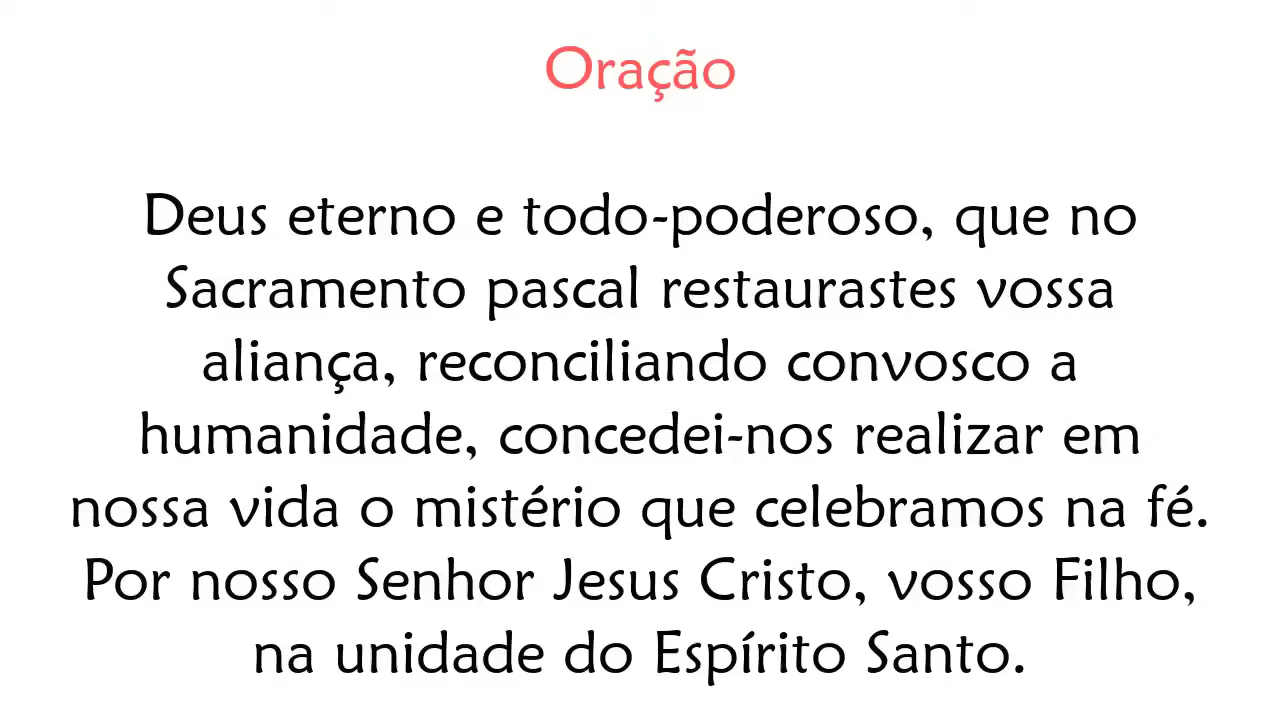 Oração
Deus eterno e todo-poderoso, que no
Sacramento pascal restaurastes vossa
aliança, reconciliando convosco a
humanidade, concedei-nos realizar em
nossa vida o mistério que celebramos na fé.
Por nosso Senhor Jesus Cristo, vosso Filho,
na unidade do Espírito Santo.